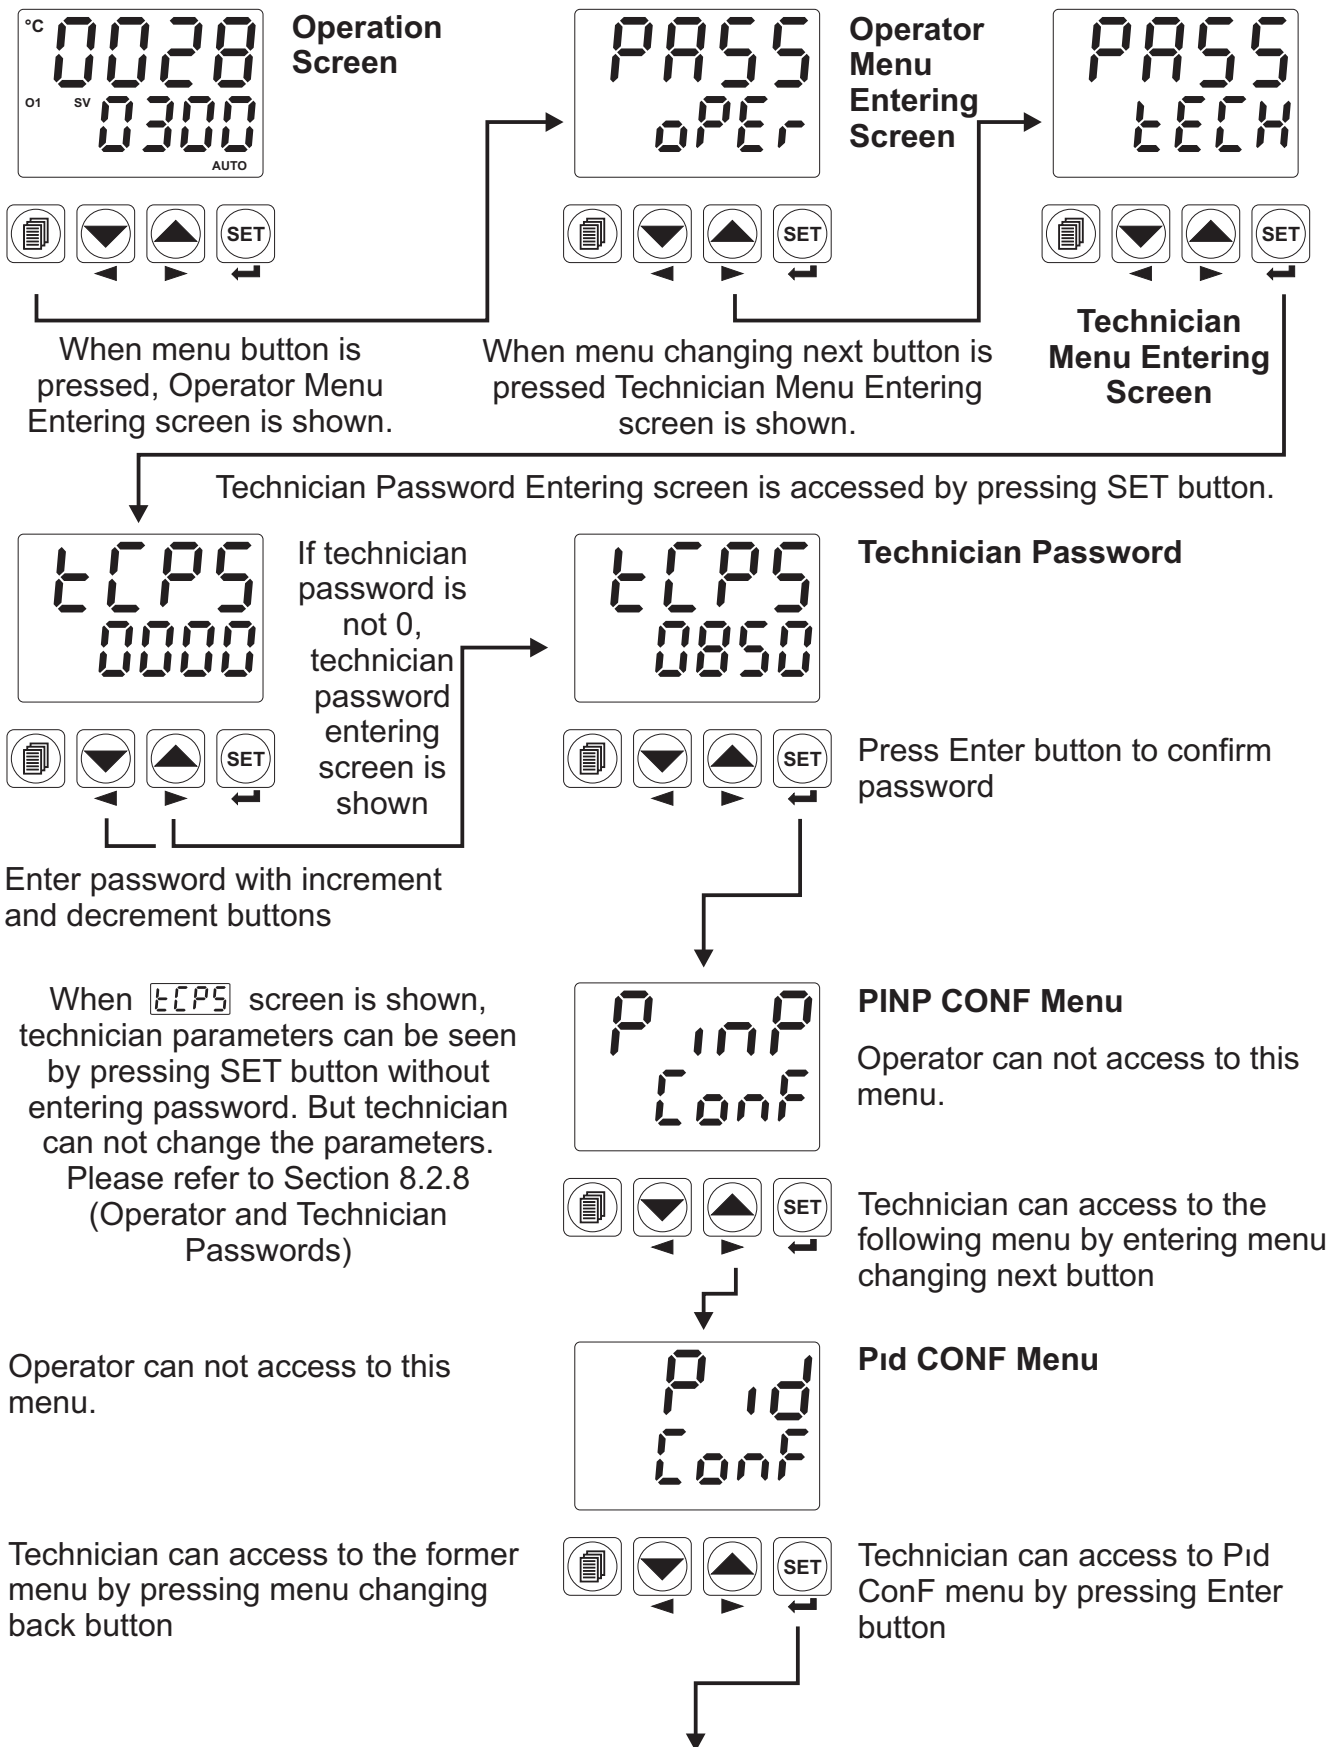 °C
0028
O1 SV
0300
AUTO
Operation
Screen
PASS
oPEr
Operator
Menu
Entering
Screen
PASS
tECH
SET
SET
SET
When menu button is
pressed, Operator Menu
Entering screen is shown.
When menu changing next button is
pressed Technician Menu Entering
screen is shown.
Technician
Menu Entering
Screen
Technician Password Entering screen is accessed by pressing SET button.
tCPS
0000
If technician
password is
not 0,
technician
password
entering
screen is
shown
tCPS
0850
Technician Password
SET
SET
Press Enter button to confirm
password
Enter password with increment
and decrement buttons
When tCPS screen is shown,
technician parameters can be seen
by pressing SET button without
entering password. But technician
can not change the parameters.
Please refer to Section 8.2.8
(Operator and Technician
Passwords)
PinP
ConF
PINP CONF Menu
Operator can not access to this
menu.
SET
Technician can access to the
following menu by entering menu
changing next button
Operator can not access to this
menu.
Pid
ConF
Pıd CONF Menu
Technician can access to the former
menu by pressing menu changing
back button
SET
Technician can access to Pıd
ConF menu by pressing Enter
button